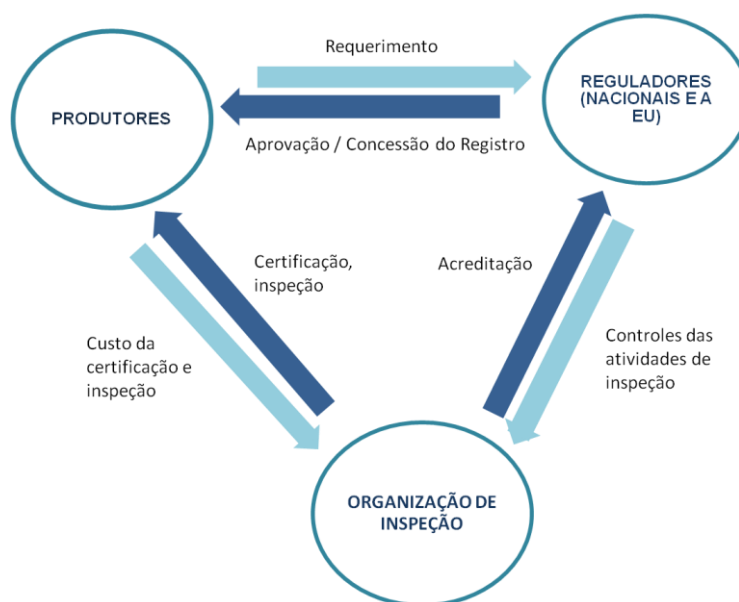 Requerimento
PRODUTORES
REGULADORES
(NACIONAIS E A
EU)
Aprovação / Concessão do Registro
Certificação,
inspeção
Acreditação
Custo da
certificação e
inspeção
Controles das
atividades de
inspeção
ORGANIZAÇÃO DE
INSPEÇÃO